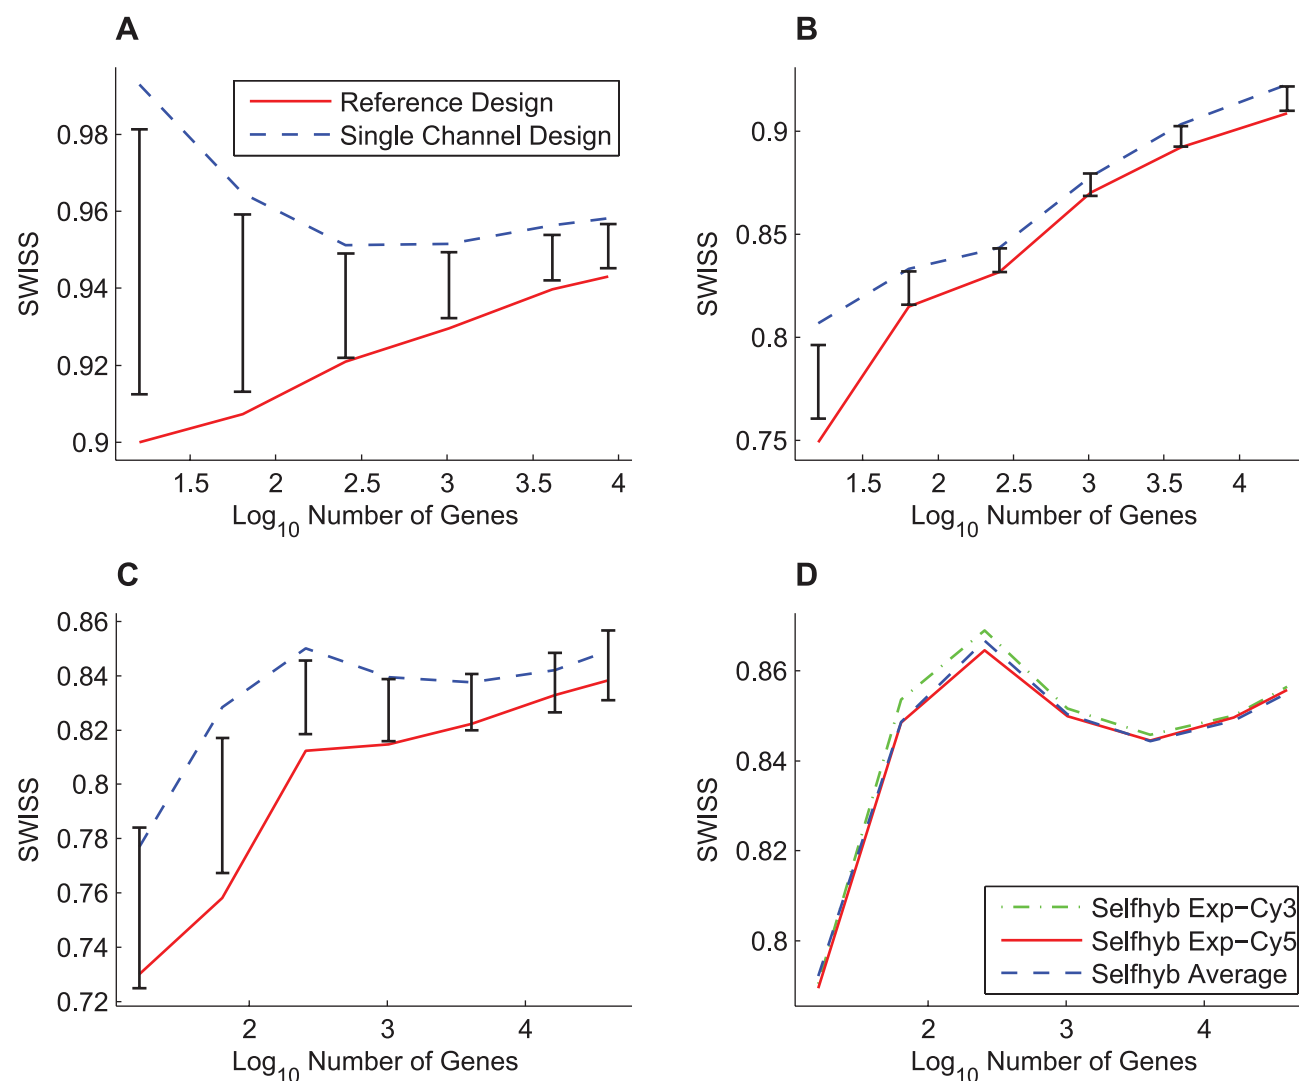 A
Reference Design
Single Channel Design
0.98
0.96
0.94
0.92
0.9
SWISS
1.5 2 2.5 3 3.5 4
Log10 Number of Genes
B
0.9
0.85
0.8
0.75
SWISS
1.5 2 2.5 3 3.5 4
Log10 Number of Genes
C
0.86
0.84
0.82
0.8
0.78
0.76
0.74
0.72
SWISS
2 3 4
Log10 Number of Genes
D
0.86
0.84
0.82
0.8
SWISS
Selfhyb Exp−Cy3
Selfhyb Exp−Cy5
Selfhyb Average
2 3 4
Log10 Number of Genes